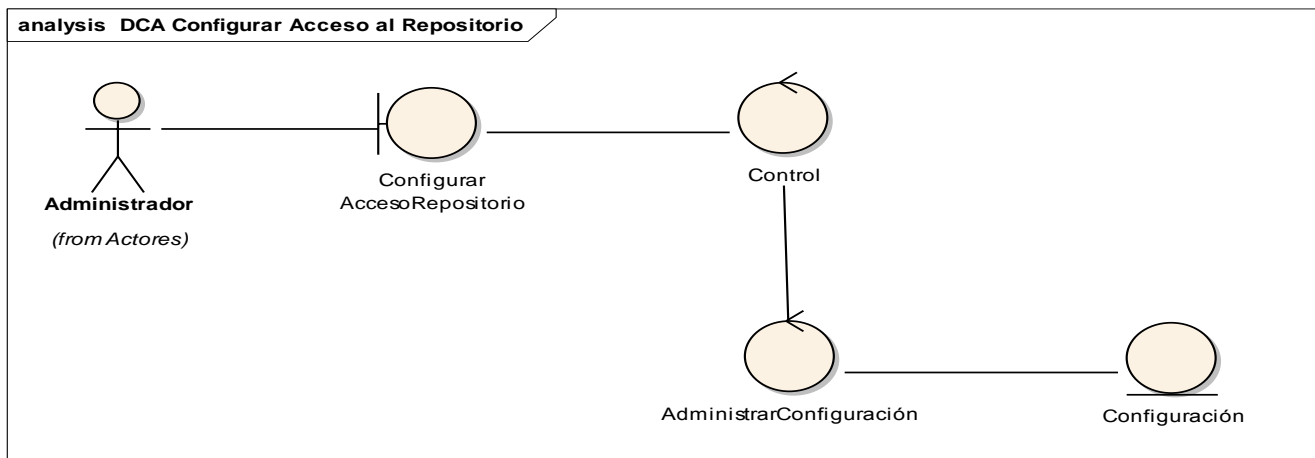 analysis DCA Configurar Acceso al Repositorio
Administrador
(from Actores)
Configurar
AccesoRepositorio
Control
AdministrarConfiguración
Configuración